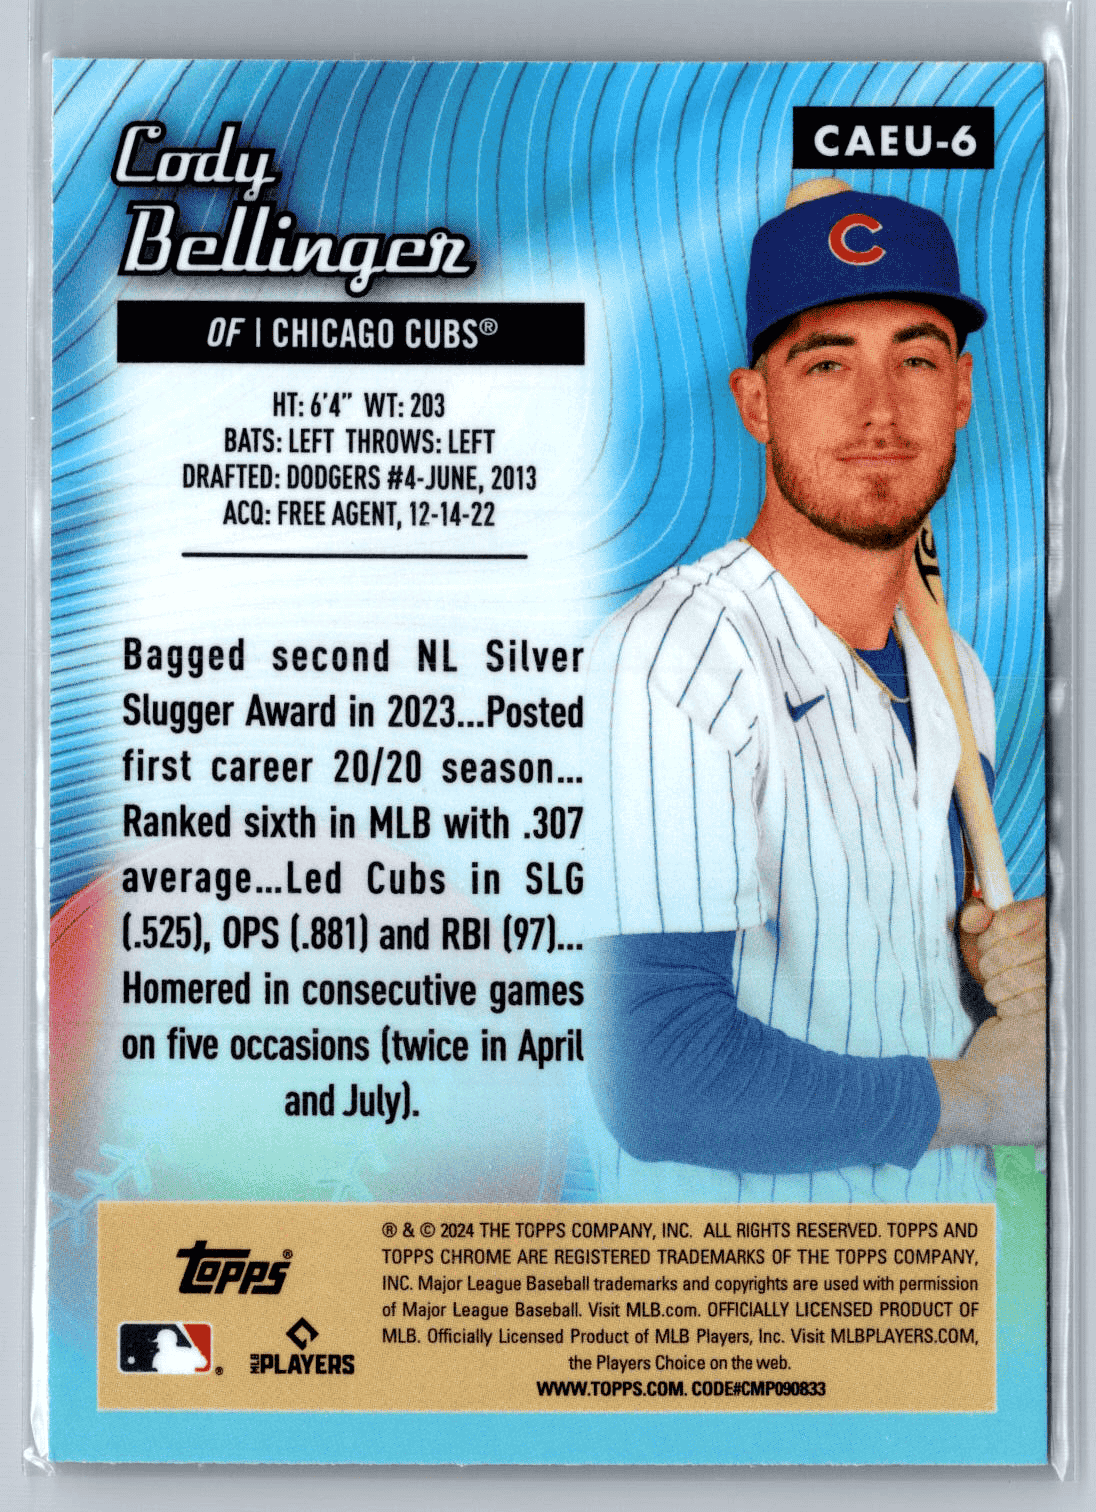 CAEU-6
Cody
Bellinger
OF | CHICAGO CUBS®
HT: 6'4" WT: 203
BATS: LEFT THROWS: LEFT
DRAFTED: DODGERS #4-JUNE, 2013
ACQ: FREE AGENT, 12-14-22
Bagged second NL Silver
Slugger Award in 2023...Posted
first career 20/20 season...
Ranked sixth in MLB with .307
average...Led Cubs in SLG
(.525), OPS (.881) and RBI (97)...
Homered in consecutive games
on five occasions (twice in April
and July).
C
Topps®
MLB PLAYERS
® & © 2024 THE TOPPS COMPANY, INC. ALL RIGHTS RESERVED. TOPPS AND
TOPPS CHROME ARE REGISTERED TRADEMARKS OF THE TOPPS COMPANY,
INC. Major League Baseball trademarks and copyrights are used with permission
of Major League Baseball. Visit MLB.com. OFFICIALLY LICENSED PRODUCT OF
MLB. Officially Licensed Product of MLB Players, Inc. Visit MLBPLAYERS.COM,
the Players Choice on the web.
WWW.TOPPS.COM. CODE#CMP090833